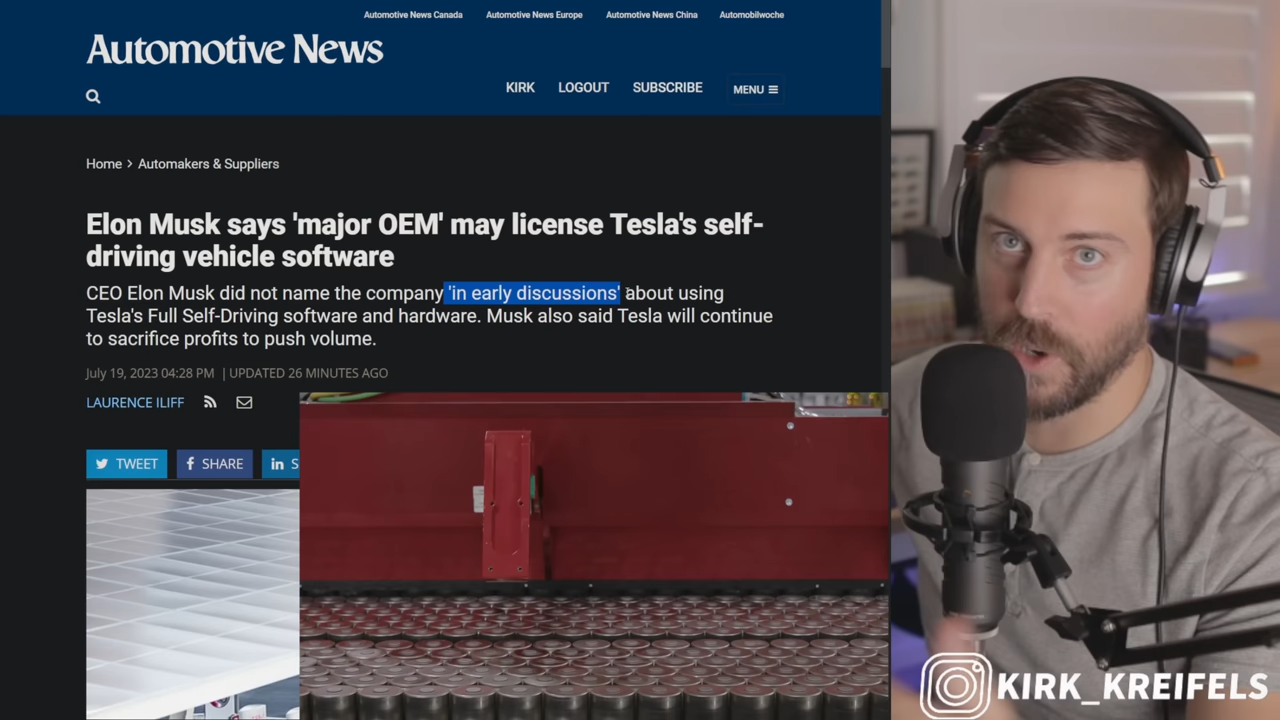 Automotive News Canada Automotive News Europe Automotive News China Automobilwoche
Automotive News
KIRK LOGOUT SUBSCRIBE MENU
Home > Automakers & Suppliers
Elon Musk says 'major OEM' may license Tesla's self-
driving vehicle software
CEO Elon Musk did not name the company 'in early discussions' about using
Tesla's Full Self-Driving software and hardware. Musk also said Tesla will continue
to sacrifice profits to push volume.
July 19, 2023 04:28 PM | UPDATED 26 MINUTES AGO
LAURENCE ILIFF
TWEET SHARE S
KIRK_KREIFELS